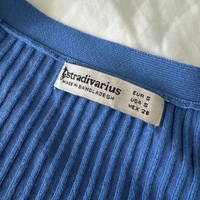 stradivarius
MADE IN BANGLADESH
EUR S
USA S
MEX 26